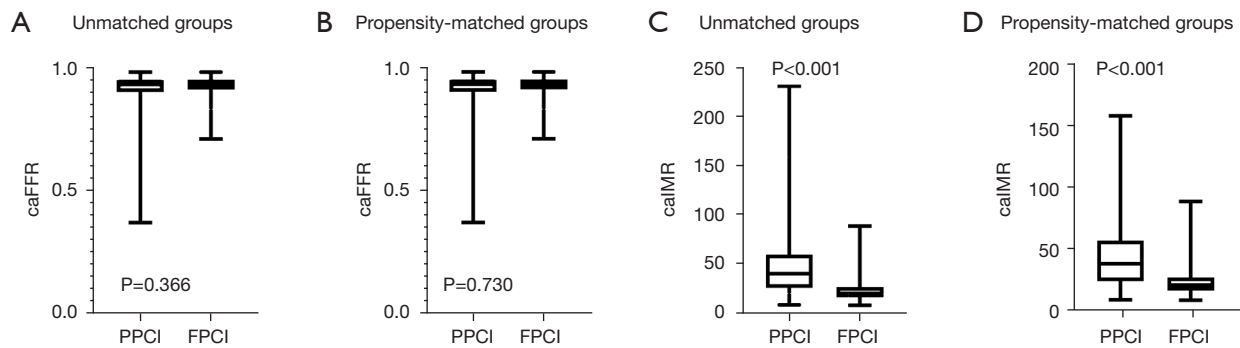 A Unmatched groups
caFFR
1.0
0.5
0.0
P=0.366
PPCI FPCI
B Propensity-matched groups
caFFR
1.0
0.5
0.0
P=0.730
PPCI FPCI
C Unmatched groups
caIMR
250
200
150
100
50
0
P<0.001
PPCI FPCI
D Propensity-matched groups
caIMR
200
150
100
50
0
P<0.001
PPCI FPCI